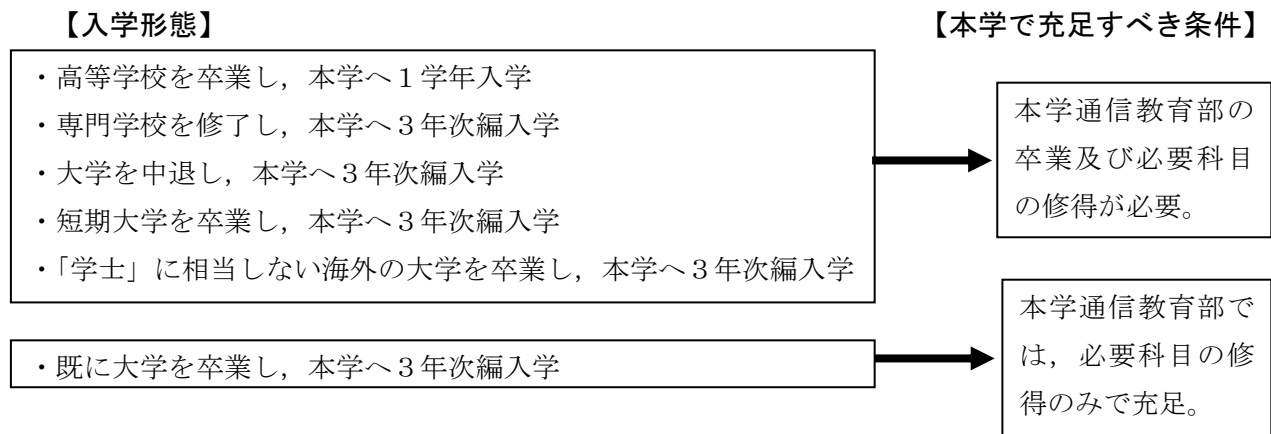 【入学形態】
【本学で充足すべき条件】
・高等学校を卒業し，本学へ１学年入学
・専門学校を修了し，本学へ３年次編入学
・大学を中退し，本学へ３年次編入学
・短期大学を卒業し，本学へ３年次編入学
・「学士」に相当しない海外の大学を卒業し，本学へ３年次編入学
本学通信教育部の
卒業及び必要科目
の修得が必要。
・既に大学を卒業し，本学へ３年次編入学
本学通信教育部で
は，必要科目の修
得のみで充足。